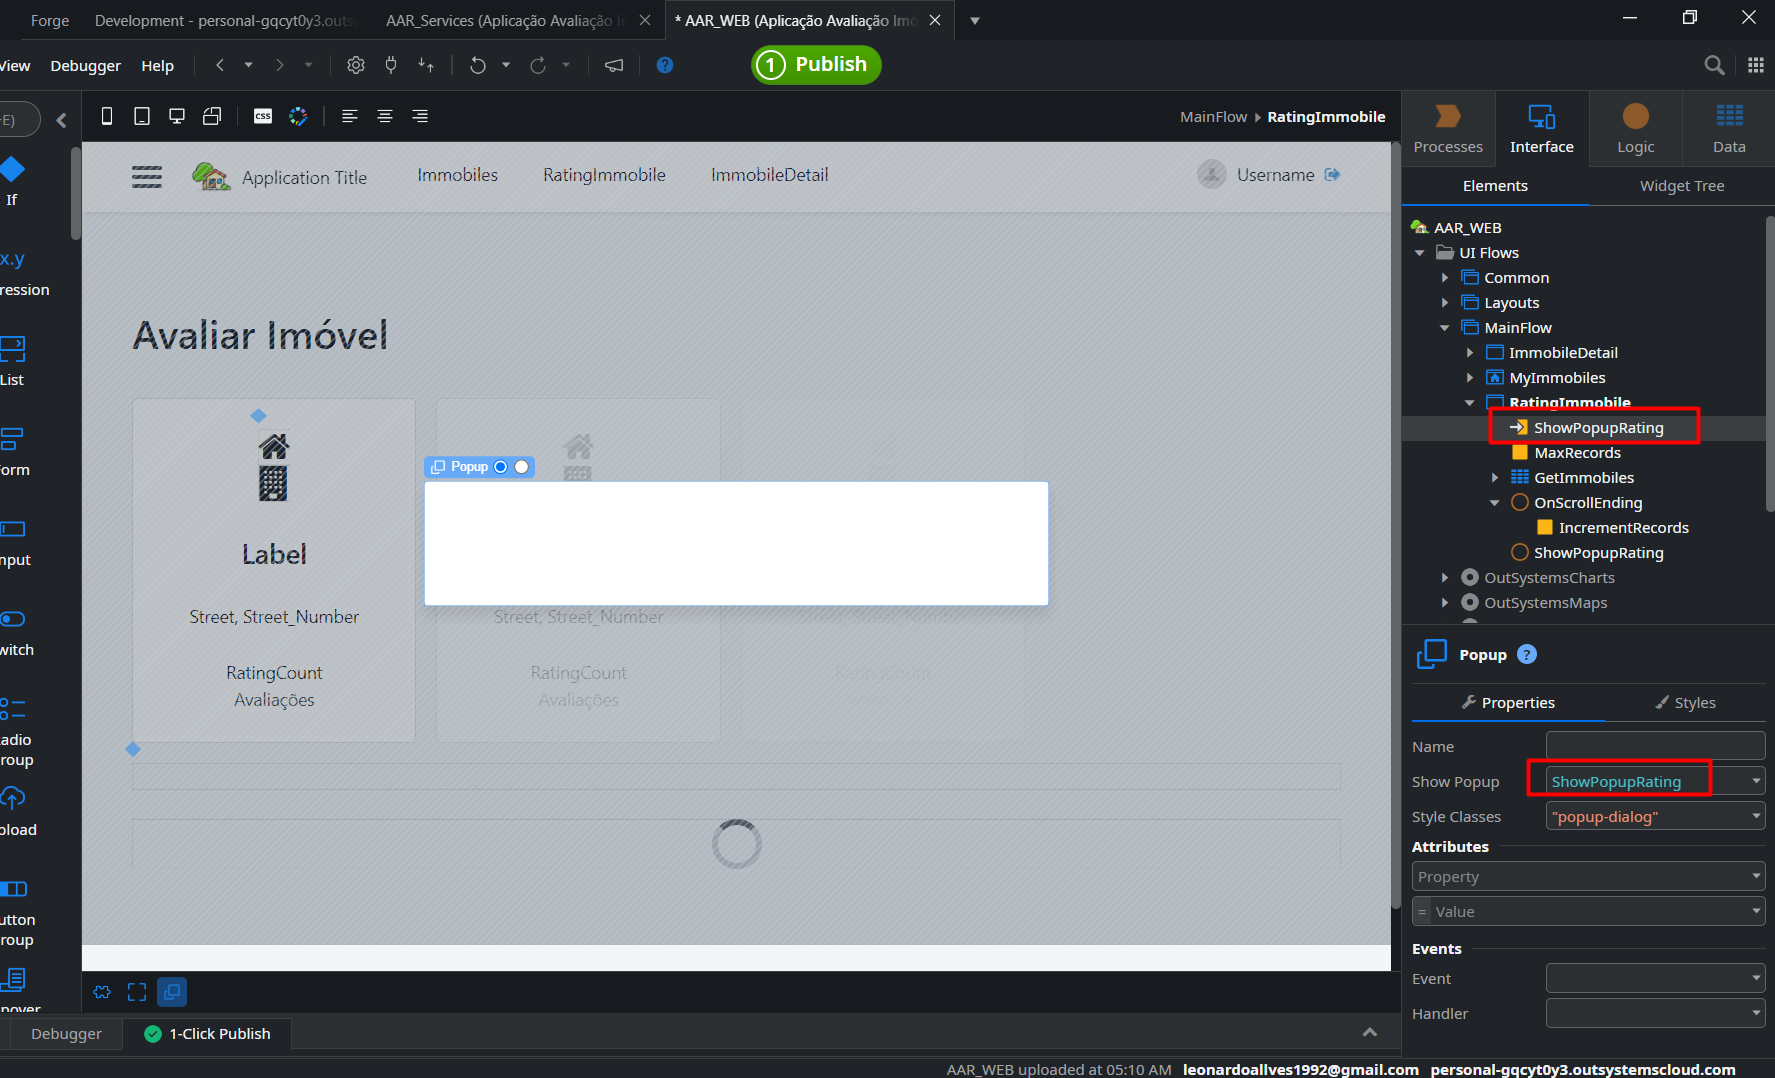 Forge
Development - personal-gqcyt0y3.outs
AAR_Services (Aplicação Avaliação I
* AAR_WEB (Aplicação Avaliação Imó
View
Debugger
Help
1 Publish
E)
css
MainFlow
RatingImmobile
Processes
Interface
Logic
Data
If
x.y
ression
List
orm
nput
witch
adio
roup
pload
utton
roup
pover
Application Title
Immobiles
RatingImmobile
ImmobileDetail
Username
Avaliar Imóvel
Popup
Label
Street, Street_Number
RatingCount
Avaliações
Street, Street_Number
RatingCount
Avaliações
Street, Street_Number
RatingCount
Elements
Widget Tree
AAR_WEB
UI Flows
Common
Layouts
MainFlow
ImmobileDetail
MyImmobiles
RatingImmobile
ShowPopupRating
MaxRecords
GetImmobiles
OnScrollEnding
IncrementRecords
ShowPopupRating
OutSystemsCharts
OutSystemsMaps
Popup ?
Properties
Styles
Name
Show Popup
ShowPopupRating
Style Classes
"popup-dialog"
Attributes
Property
= Value
Events
Event
Handler
Debugger
1-Click Publish
AAR_WEB uploaded at 05:10 AM
leonardoallves1992@gmail.com
personal-gqcyt0y3.outsystemscloud.com